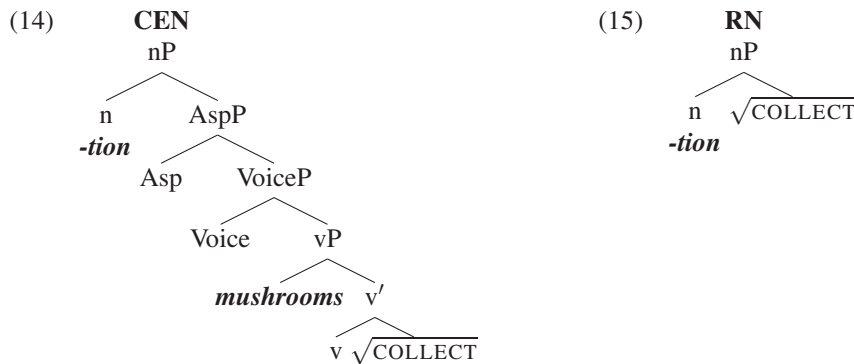 (14) CEN (15) RN
nP nP
n AspP n √COLLECT
-tion -tion
Asp VoiceP
Voice vP
mushrooms v′
v √COLLECT